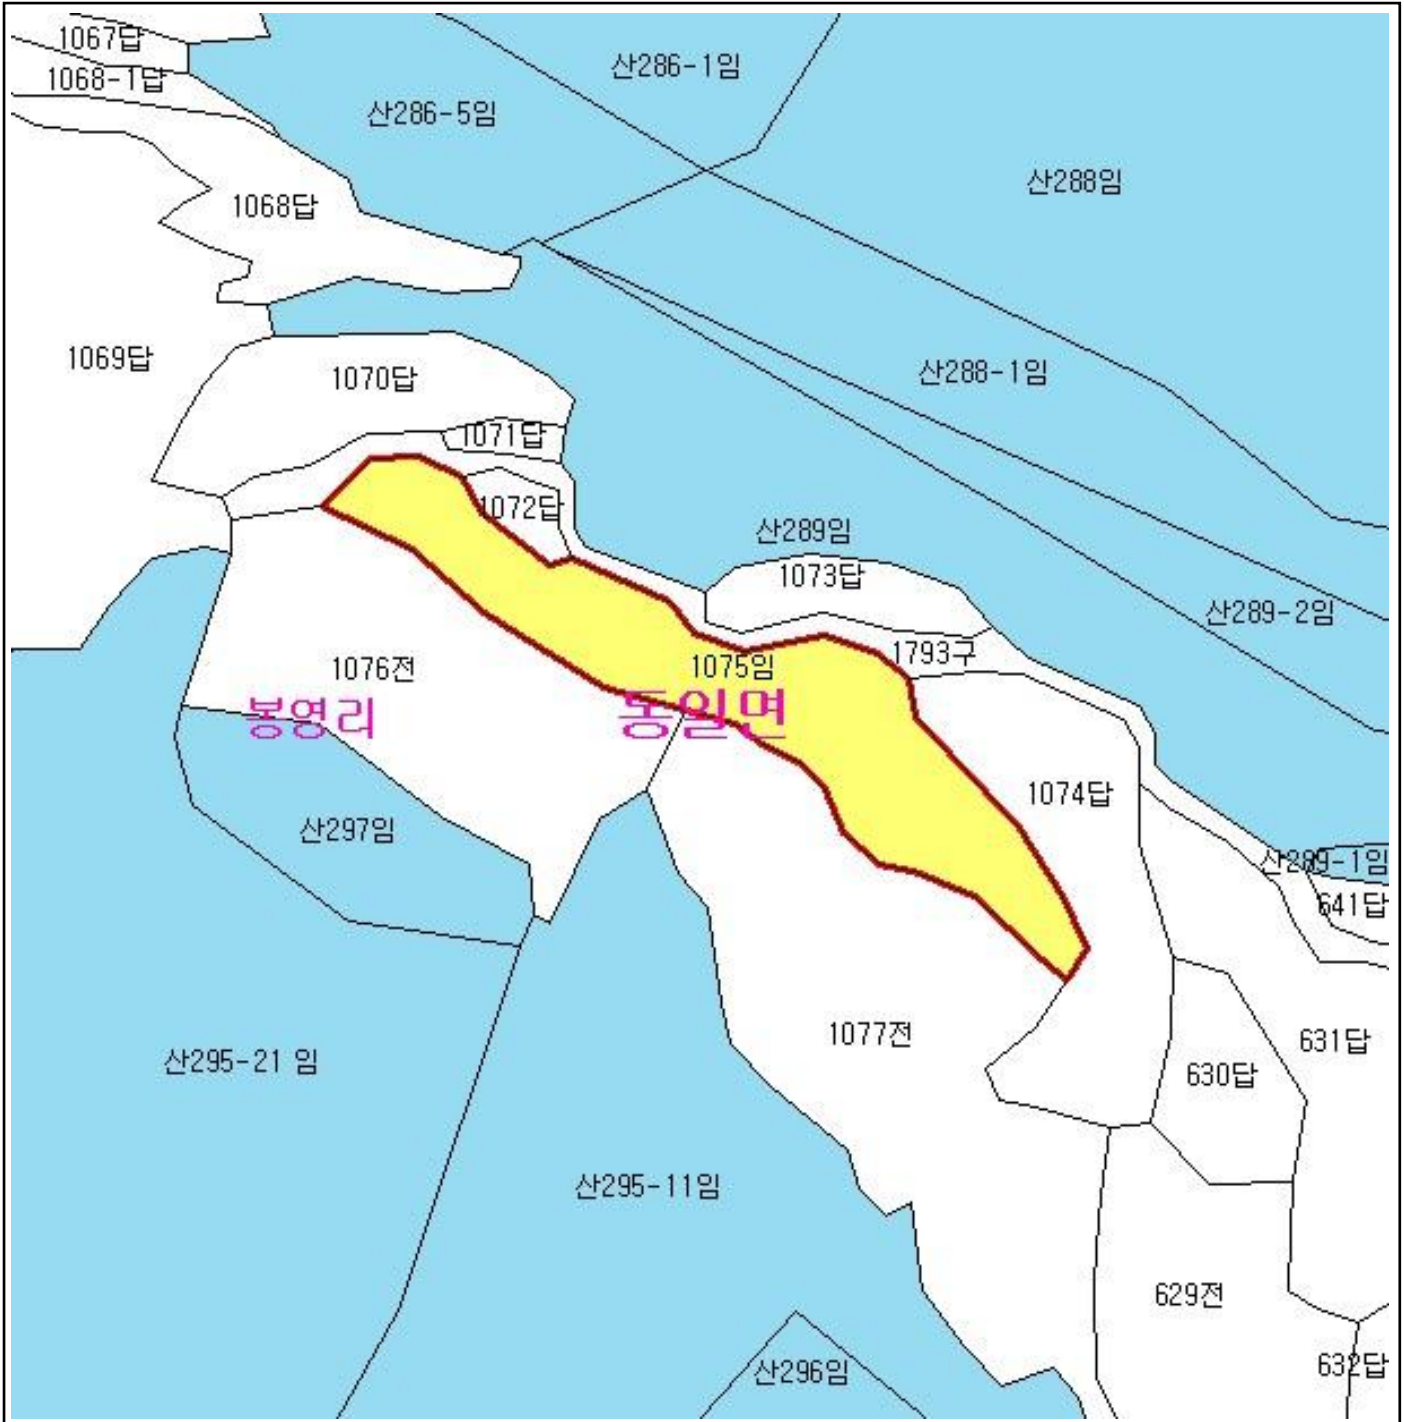 1067답
산286-1임
1068-1답
산286-5임
산288임
1068답
1069답
1070답
산288-1임
1071답
1072답
산289임
1073답
산289-2임
1793구
1076전
1075임
봉영리
동일면
1074답
산297임
산289-1임
641답
1077전
631답
산295-21 임
630답
산295-11임
629전
632답
산296임